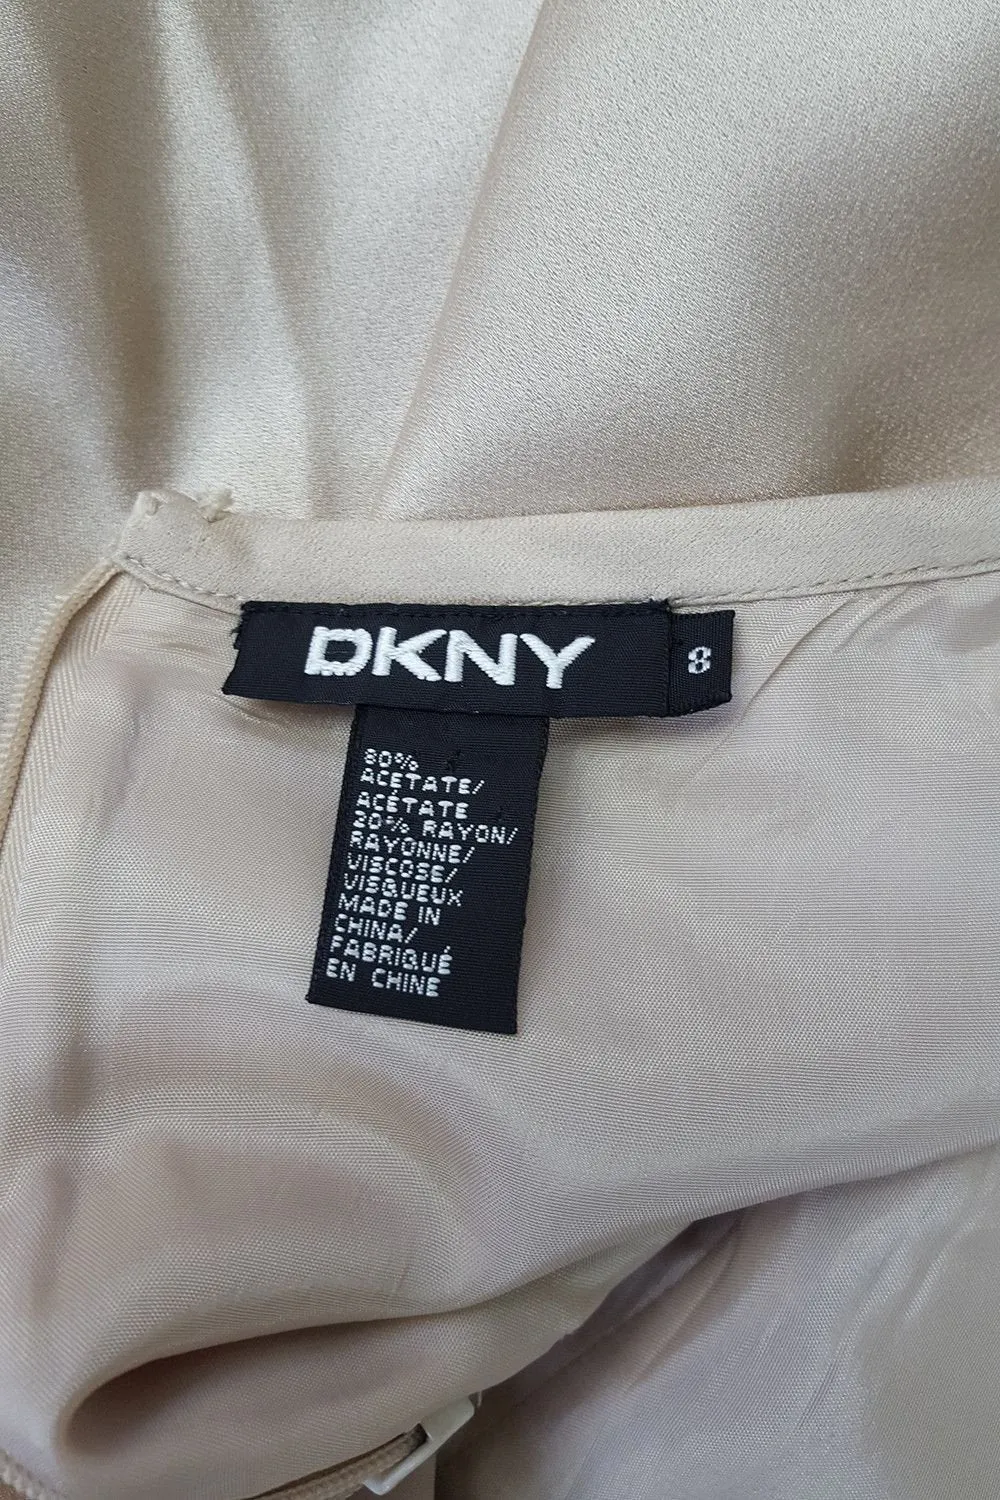 DKNY
8
80%
ACETATE/
ACÉTATE
20% RAYON/
RAYONNE/
VISCOSE/
VISQUEUX
MADE IN
CHINA/
FABRIQUÉ
EN CHINE